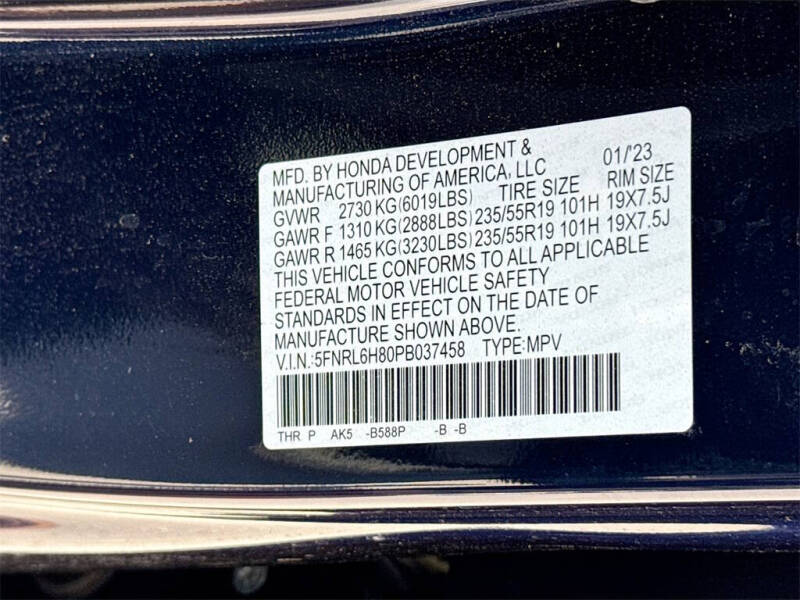 MFD. BY HONDA DEVELOPMENT & 01/'23
MANUFACTURING OF AMERICA, LLC
GVWR 2730 KG(6019LBS) TIRE SIZE RIM SIZE
GAWR F 1310 KG(2888LBS) 235/55R19 101H 19X7.5J
GAWR R 1465 KG(3230LBS) 235/55R19 101H 19X7.5J
THIS VEHICLE CONFORMS TO ALL APPLICABLE
FEDERAL MOTOR VEHICLE SAFETY
STANDARDS IN EFFECT ON THE DATE OF
MANUFACTURE SHOWN ABOVE.
V.I.N.:5FNRL6H80PB037458 TYPE:MPV
THR P AK5 -B588P -B -B